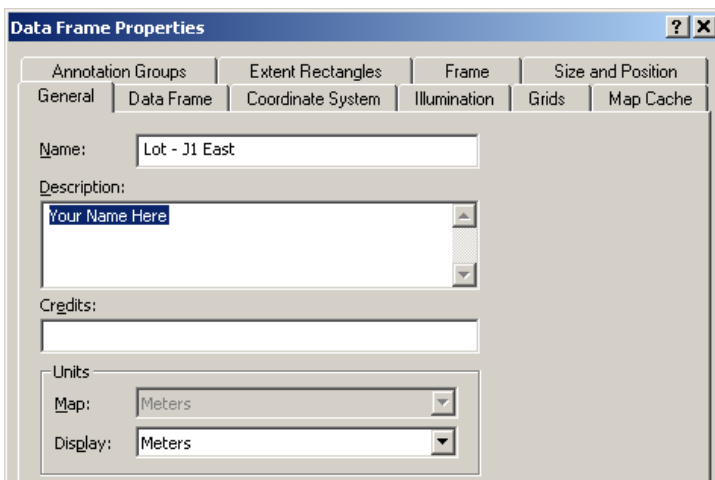 Data Frame Properties
Annotation Groups Extent Rectangles Frame Size and Position
General Data Frame Coordinate System Illumination Grids Map Cache
Name: Lot - J1 East
Description:
Your Name Here
Credits:
Units
Map: Meters
Display: Meters